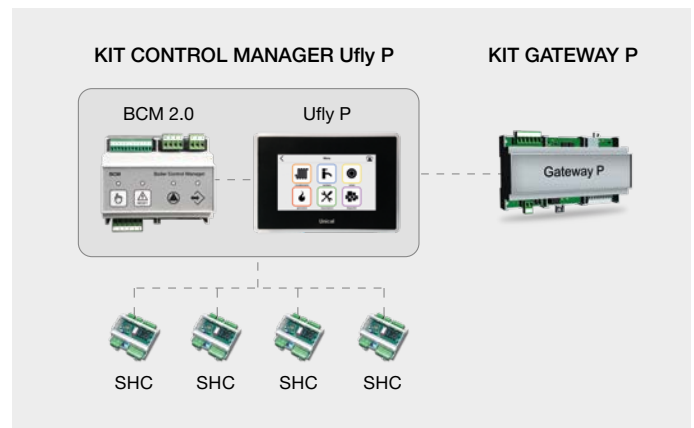 KIT CONTROL MANAGER Ufly P
KIT GATEWAY P
BCM 2.0
Ufly P
BCM
Boiler Control Manager
Menu
Unical
Gateway P
SHC
SHC
SHC
SHC